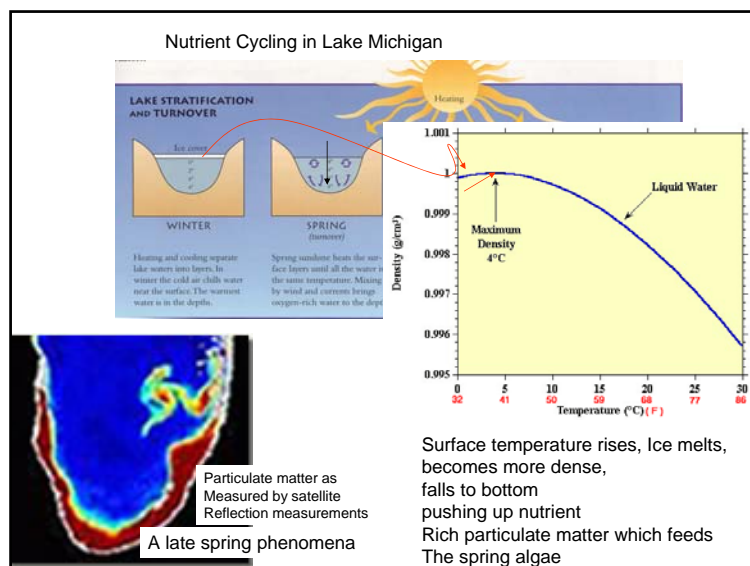 Nutrient Cycling in Lake Michigan
LAKE STRATIFICATION
AND TURNOVER
Heating
Ice cover
WINTER
SPRING
(turnover)
Heating and cooling separate
lake waters into layers. In
winter the cold air chills water
near the surface. The warmest
water is in the depths.
Spring sunshine heats the sur-
face layers until all the water is
the same temperature. Mixing
by wind and currents brings
oxygen-rich water to the dept
1.001
1
0.999
0.998
0.997
0.996
0.995
Density (g/cm³)
Liquid Water
Maximum
Density
4°C
0 5 10 15 20 25 30
32 41 50 59 68 77 86
Temperature (°C) ( F )
Particulate matter as
Measured by satellite
Reflection measurements
A late spring phenomena
Surface temperature rises, Ice melts,
becomes more dense,
falls to bottom
pushing up nutrient
Rich particulate matter which feeds
The spring algae